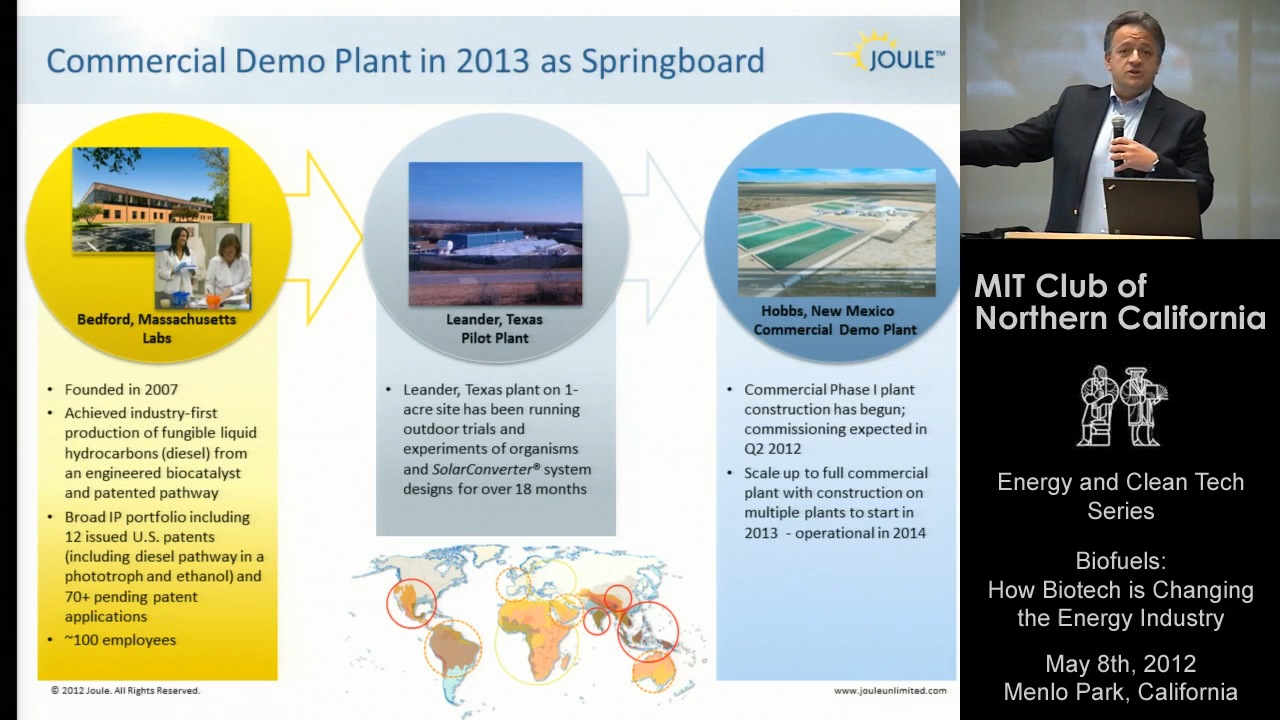 Commercial Demo Plant in 2013 as Springboard
JOULE™
Bedford, Massachusetts
Labs
• Founded in 2007
• Achieved industry-first
production of fungible liquid
hydrocarbons (diesel) from
an engineered biocatalyst
and patented pathway
• Broad IP portfolio including
12 issued U.S. patents
(including diesel pathway in a
phototroph and ethanol) and
70+ pending patent
applications
• ~100 employees
Leander, Texas
Pilot Plant
• Leander, Texas plant on 1-
acre site has been running
outdoor trials and
experiments of organisms
and SolarConverter® system
designs for over 18 months
Hobbs, New Mexico
Commercial Demo Plant
• Commercial Phase I plant
construction has begun;
commissioning expected in
Q2 2012
• Scale up to full commercial
plant with construction on
multiple plants to start in
2013 - operational in 2014
© 2012 Joule. All Rights Reserved.
www.jouleunlimited.com
MIT Club of
Northern California
Energy and Clean Tech
Series
Biofuels:
How Biotech is Changing
the Energy Industry
May 8th, 2012
Menlo Park, California